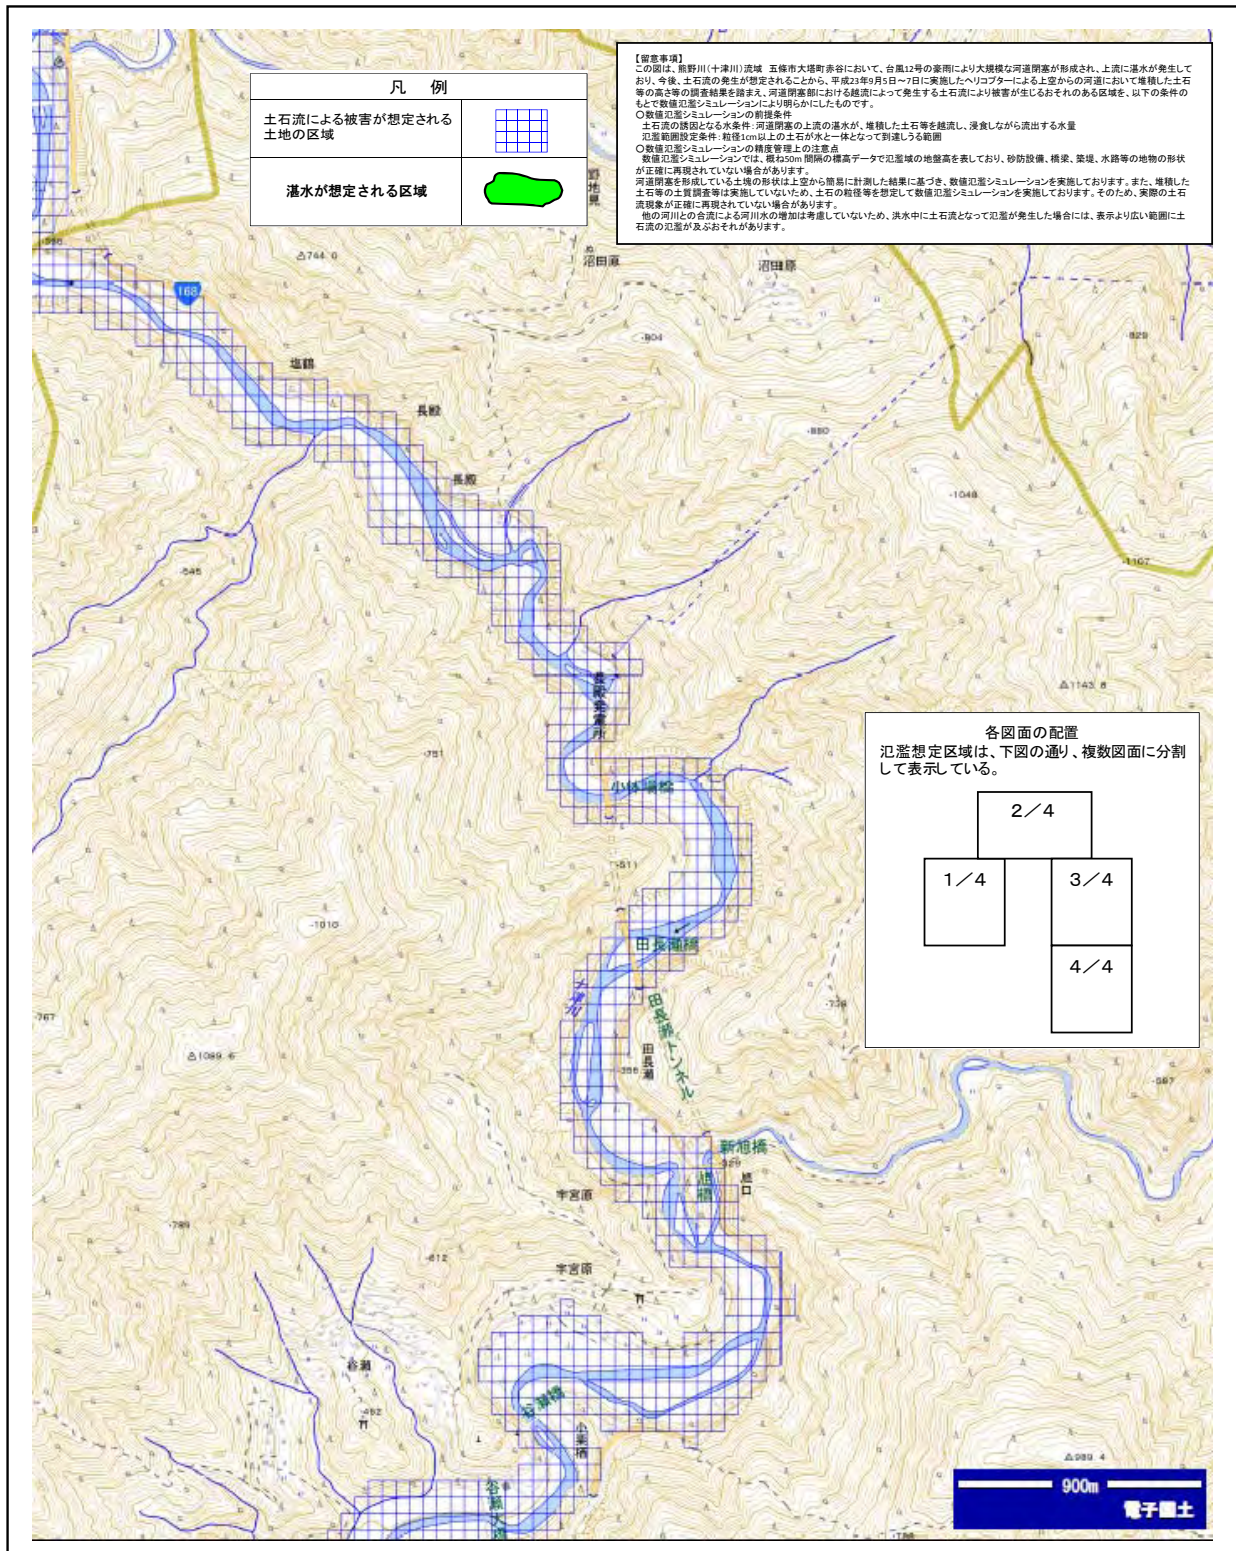 【留意事項】
この図は、熊野川（十津川）流域　五條市大塔町赤谷において、台風12号の豪雨により大規模な河道閉塞が形成され、上流に湛水が発生して
おり、今後、土石流の発生が想定されることから、平成23年9月5日～7日に実施したヘリコプターによる上空からの河道において堆積した土石
等の高さ等の調査結果を踏まえ、河道閉塞部における越流によって発生する土石流により被害が生じるおそれのある区域を、以下の条件の
もとで数値氾濫シミュレーションにより明らかにしたものです。
○数値氾濫シミュレーションの前提条件
土石流の誘因となる水条件：河道閉塞の上流の湛水が、堆積した土石等を越流し、浸食しながら流出する水量
氾濫範囲設定条件：粒径1cm以上の土石が水と一体となって到達しうる範囲
○数値氾濫シミュレーションの精度管理上の注意点
数値氾濫シミュレーションでは、概ね50m 間隔の標高データで氾濫域の地盤高を表しており、砂防設備、橋梁、築堤、水路等の地物の形状
が正確に再現されていない場合があります。
河道閉塞を形成している土塊の形状は上空から簡易に計測した結果に基づき、数値氾濫シミュレーションを実施しております。また、堆積した
土石等の土質調査等は実施していないため、土石の粒径等を想定して数値氾濫シミュレーションを実施しております。そのため、実際の土石
流現象が正確に再現されていない場合があります。
他の河川との合流による河川水の増加は考慮していないため、洪水中に土石流となって氾濫が発生した場合には、表示より広い範囲に土
石流の氾濫が及ぶおそれがあります。
凡　例
土石流による被害が想定される
土地の区域
湛水が想定される区域
野地見
沼田原
沼田原
△744.0
168
塩鶴
長殿
長殿
・804
・829
・880
・1048
・1107
・545
△1143.8
長殿発電所
・751
小休場橋
・511
各図面の配置
氾濫想定区域は、下図の通り、複数図面に分割
して表示している。
2／4
1／4
3／4
4／4
・1010
田長瀬橋
十津川
田長瀬トンネル
田長瀬
・767
△1089.6
・739
・356
・587
新旭橋
・329
旭橋
旭口
宇宮原
・789
・612
宇宮原
谷瀬
・462
谷瀬橋
小栗栖
谷瀬大橋
△989.4
900m
電子国土